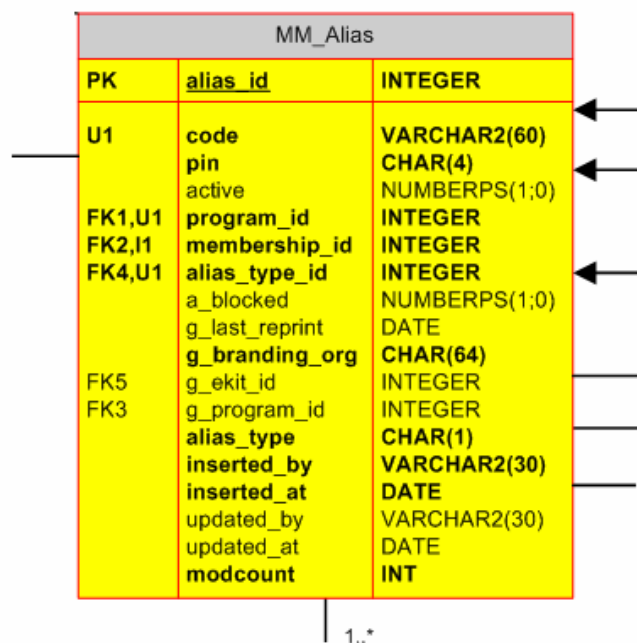 MM_Alias
PK alias_id INTEGER
U1 code VARCHAR2(60)
pin CHAR(4)
active NUMBERPS(1;0)
FK1,U1 program_id INTEGER
FK2,I1 membership_id INTEGER
FK4,U1 alias_type_id INTEGER
a_blocked NUMBERPS(1;0)
g_last_reprint DATE
g_branding_org CHAR(64)
FK5 g_ekit_id INTEGER
FK3 g_program_id INTEGER
alias_type CHAR(1)
inserted_by VARCHAR2(30)
inserted_at DATE
updated_by VARCHAR2(30)
updated_at DATE
modcount INT
1..*